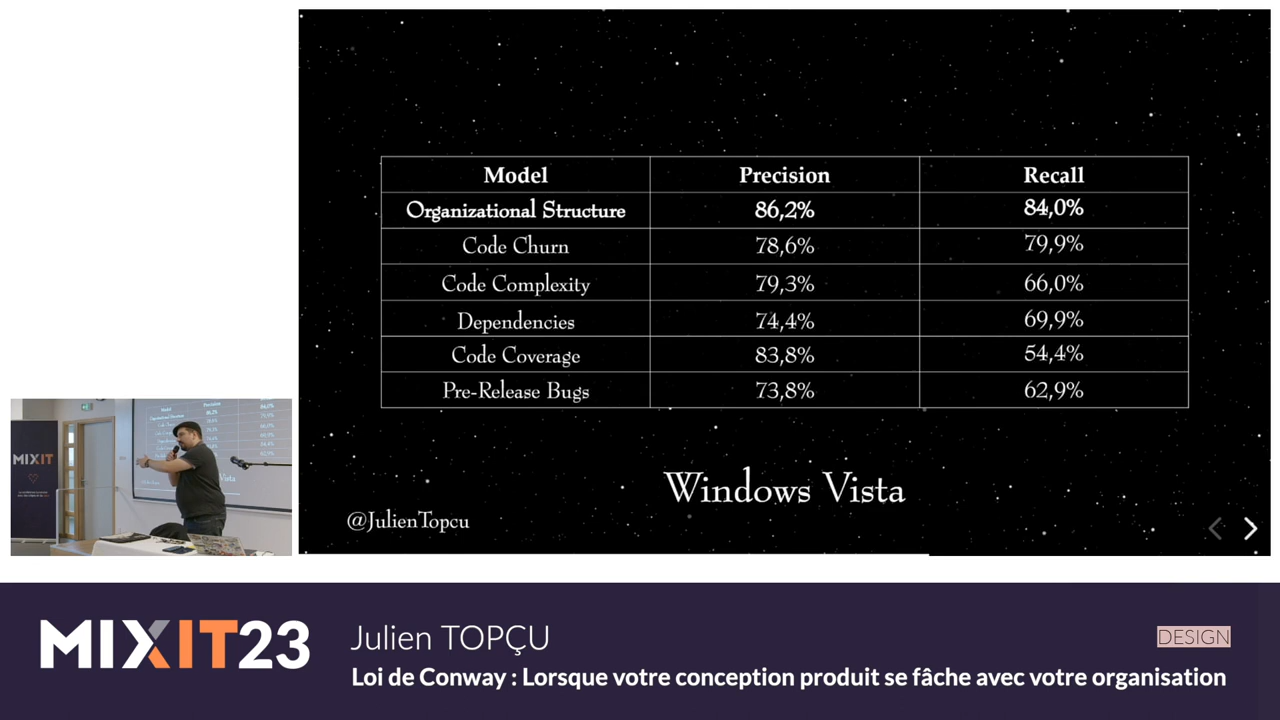 Model Precision Recall
Organizational Structure 86,2% 84,0%
Code Churn 78,6% 79,9%
Code Complexity 79,3% 66,0%
Dependencies 74,4% 69,9%
Code Coverage 83,8% 54,4%
Pre-Release Bugs 73,8% 62,9%
Windows Vista
@JulienTopcu
MIXIT
MIXIT23
Julien TOPÇU
DESIGN
Loi de Conway : Lorsque votre conception produit se fâche avec votre organisation